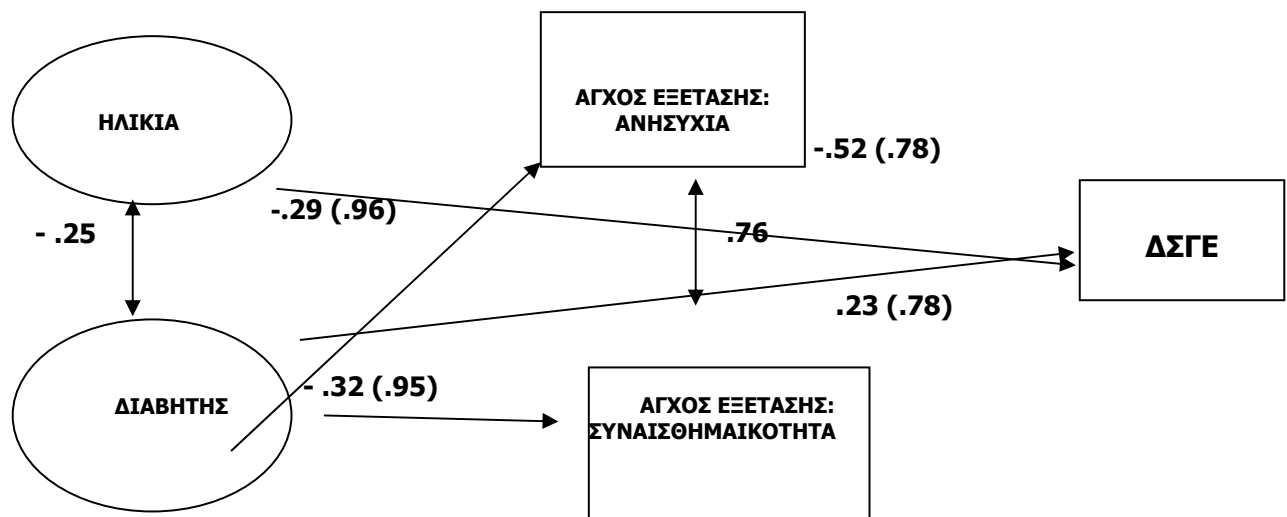 ΗΛΙΚΙΑ
ΑΓΧΟΣ ΕΞΕΤΑΣΗΣ:
ΑΝΗΣΥΧΙΑ
-.52 (.78)
-.29 (.96)
- .25
.76
ΔΣΓΕ
.23 (.78)
- .32 (.95)
ΔΙΑΒΗΤΗΣ
ΑΓΧΟΣ ΕΞΕΤΑΣΗΣ:
ΣΥΝΑΙΣΘΗΜΑΙΚΟΤΗΤΑ